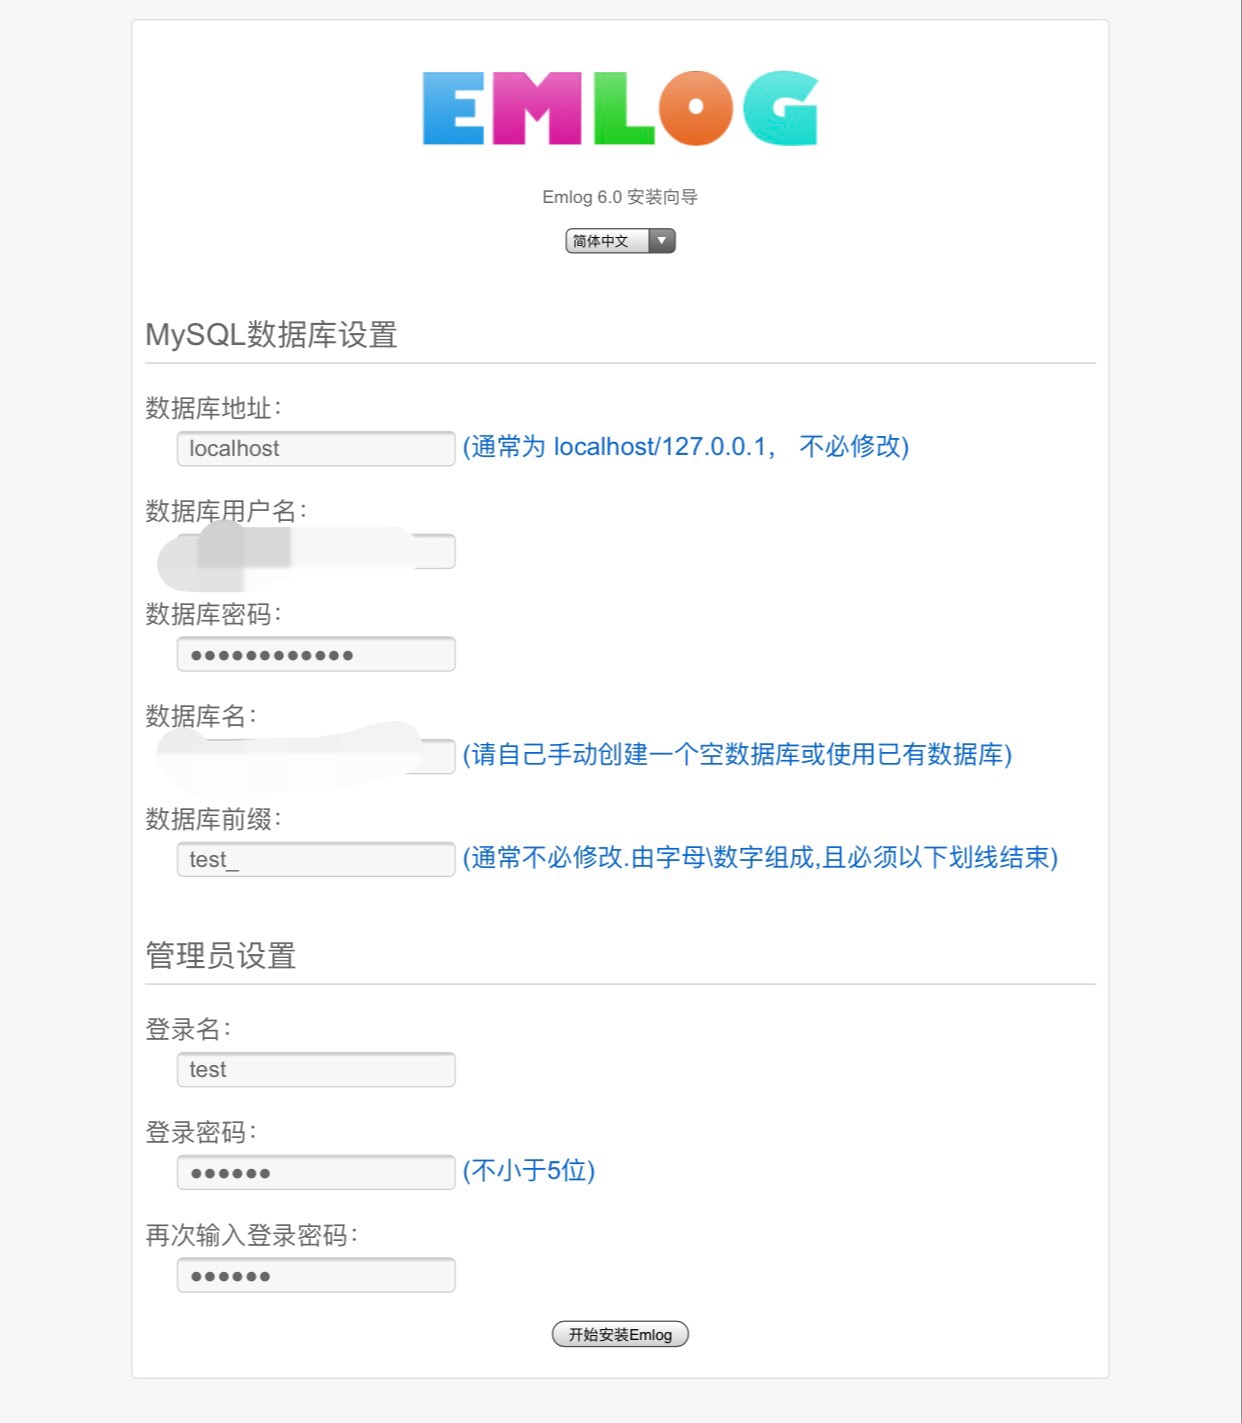 EMLOG
Emlog 6.0 安装向导
简体中文
MySQL数据库设置
数据库地址：
localhost (通常为 localhost/127.0.0.1， 不必修改)
数据库用户名：
数据库密码：
●●●●●●●●●●●●
数据库名：
(请自己手动创建一个空数据库或使用已有数据库)
数据库前缀：
test_ (通常不必修改.由字母\数字组成,且必须以下划线结束)
管理员设置
登录名：
test
登录密码：
●●●●●● (不小于5位)
再次输入登录密码：
●●●●●●
开始安装Emlog